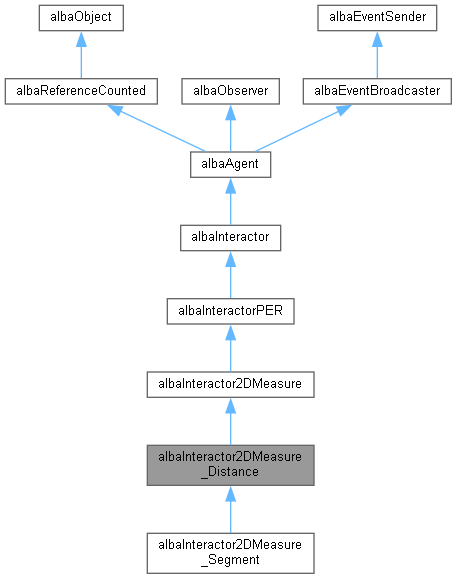 albaObject
albaEventSender
albaReferenceCounted
albaObserver
albaEventBroadcaster
albaAgent
albaInteractor
albaInteractorPER
albaInteractor2DMeasure
albaInteractor2DMeasure
_Distance
albaInteractor2DMeasure
_Segment